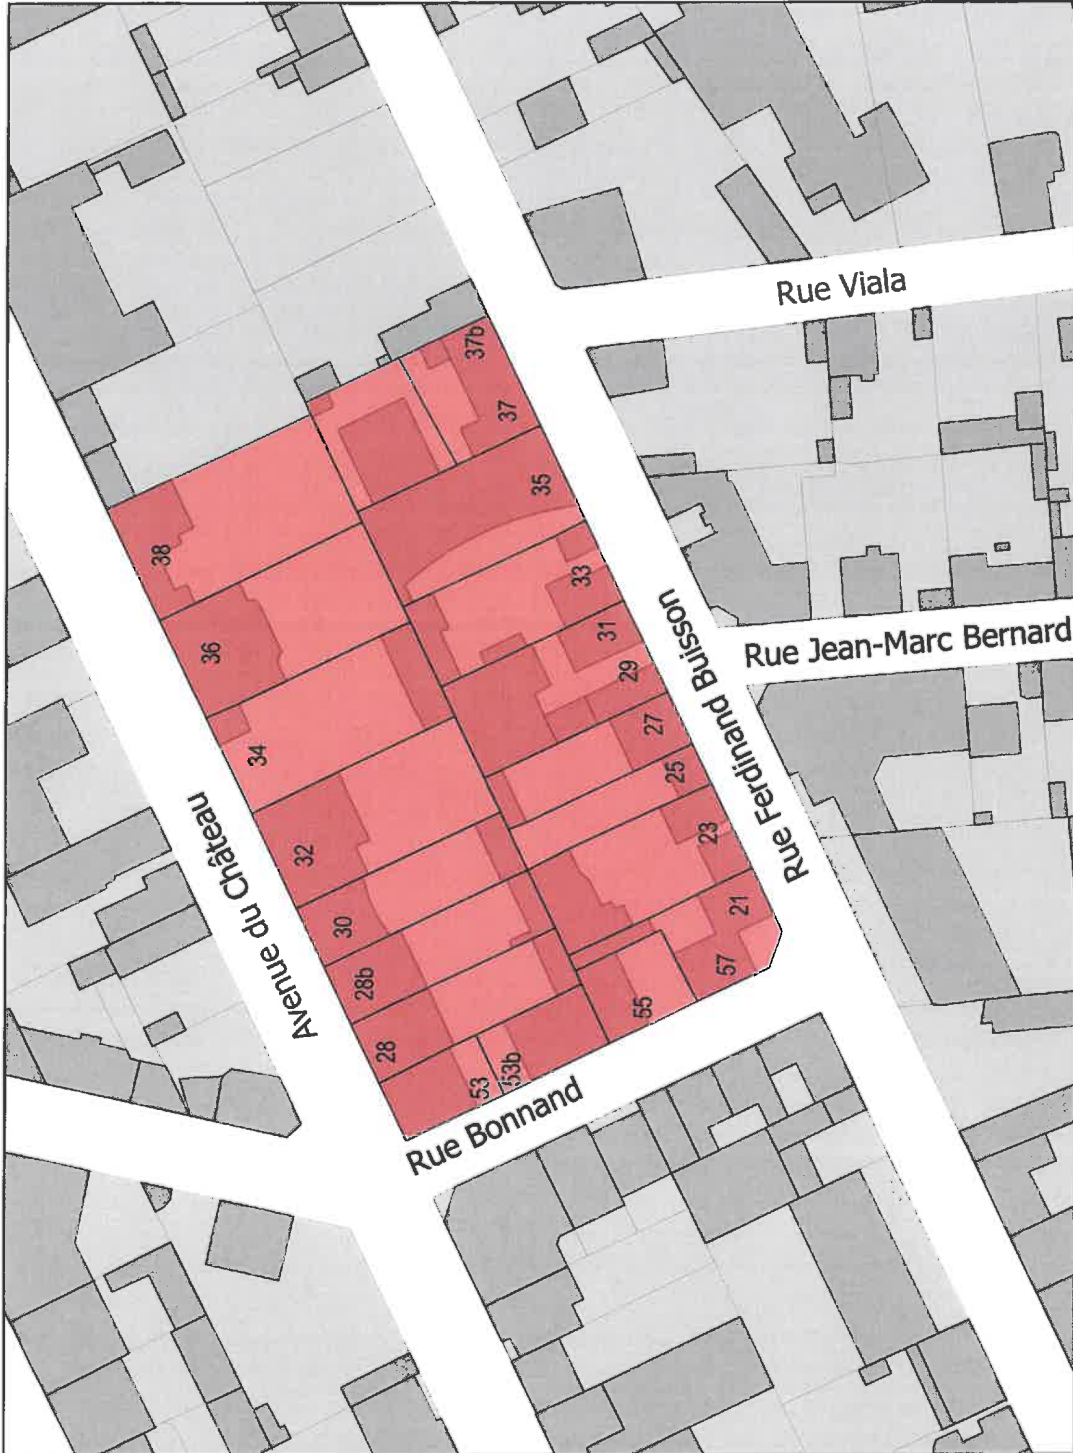 Rue Viala
37b
37
38
35
36
33
31
Rue Jean-Marc Bernard
29
34
27
Rue Ferdinand Buisson
25
32
23
Avenue du Château
30
21
28b
57
55
28
53b
53
Rue Bonnand